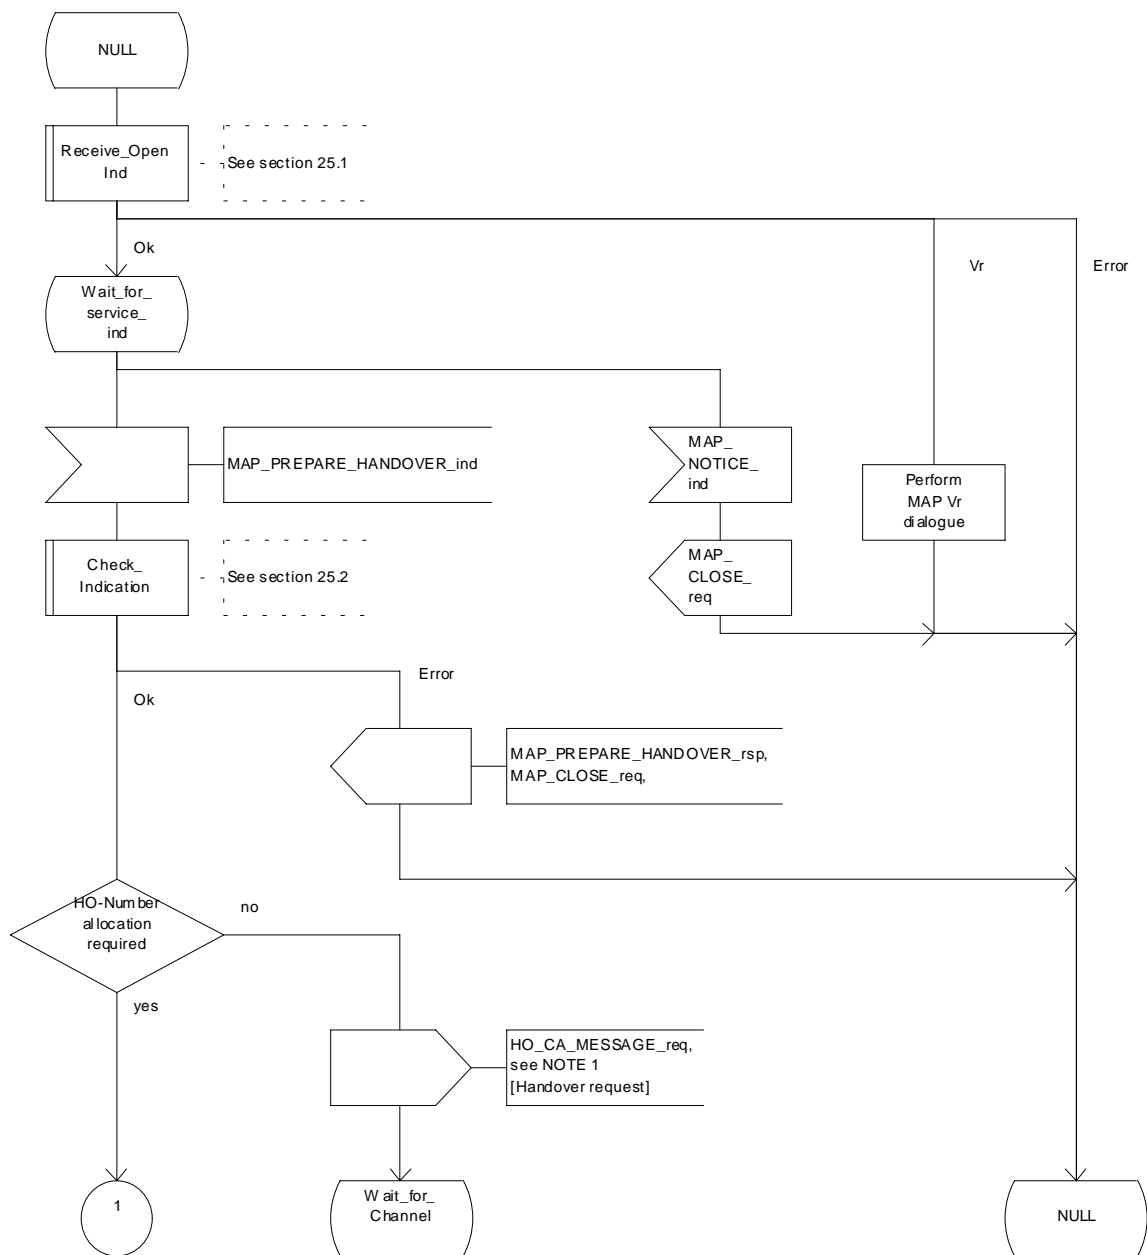 NULL
Receive_Open
Ind
See section 25.1
Ok
Vr
Error
Wait_for_
service_
ind
MAP_PREPARE_HANDOVER_ind
MAP_
NOTICE_
ind
Perform
MAP Vr
dialogue
Check_
Indication
See section 25.2
MAP_
CLOSE_
req
Ok
Error
MAP_PREPARE_HANDOVER_rsp,
MAP_CLOSE_req,
HO-Number
allocation
required
no
yes
HO_CA_MESSAGE_req,
see NOTE 1
[Handover request]
1
Wait_for_
Channel
NULL